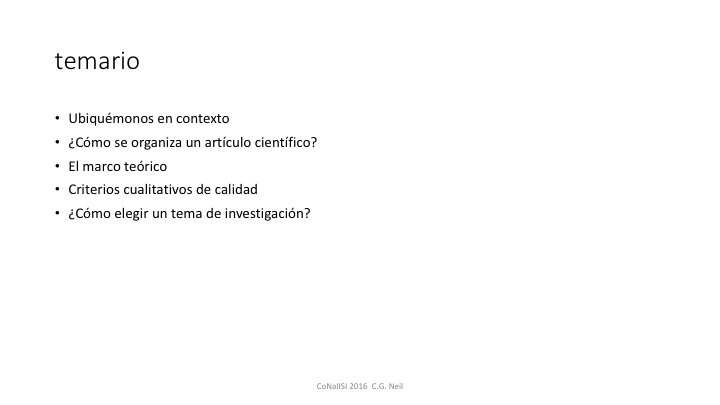 temario
• Ubiquémonos en contexto
• ¿Cómo se organiza un artículo científico?
• El marco teórico
• Criterios cualitativos de calidad
• ¿Cómo elegir un tema de investigación?
CoNaIISI 2016 C.G. Neil